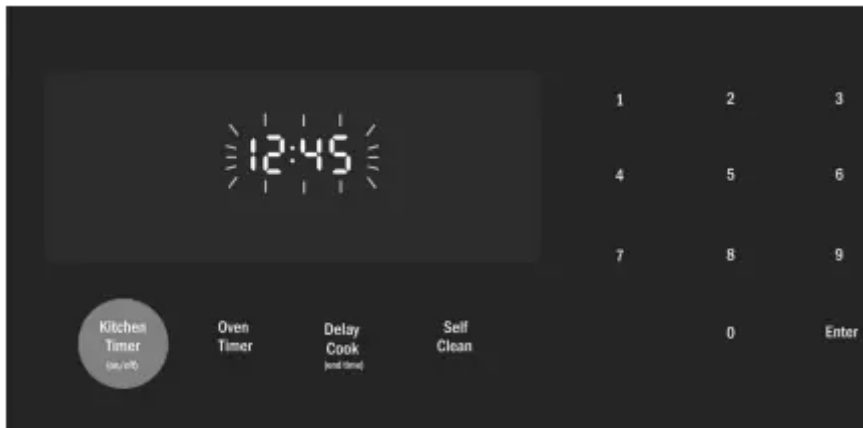 12:45
1 2 3
4 5 6
7 8 9
0 Enter
Kitchen
Timer
(on/off)
Oven
Timer
Delay
Cook
(end time)
Self
Clean